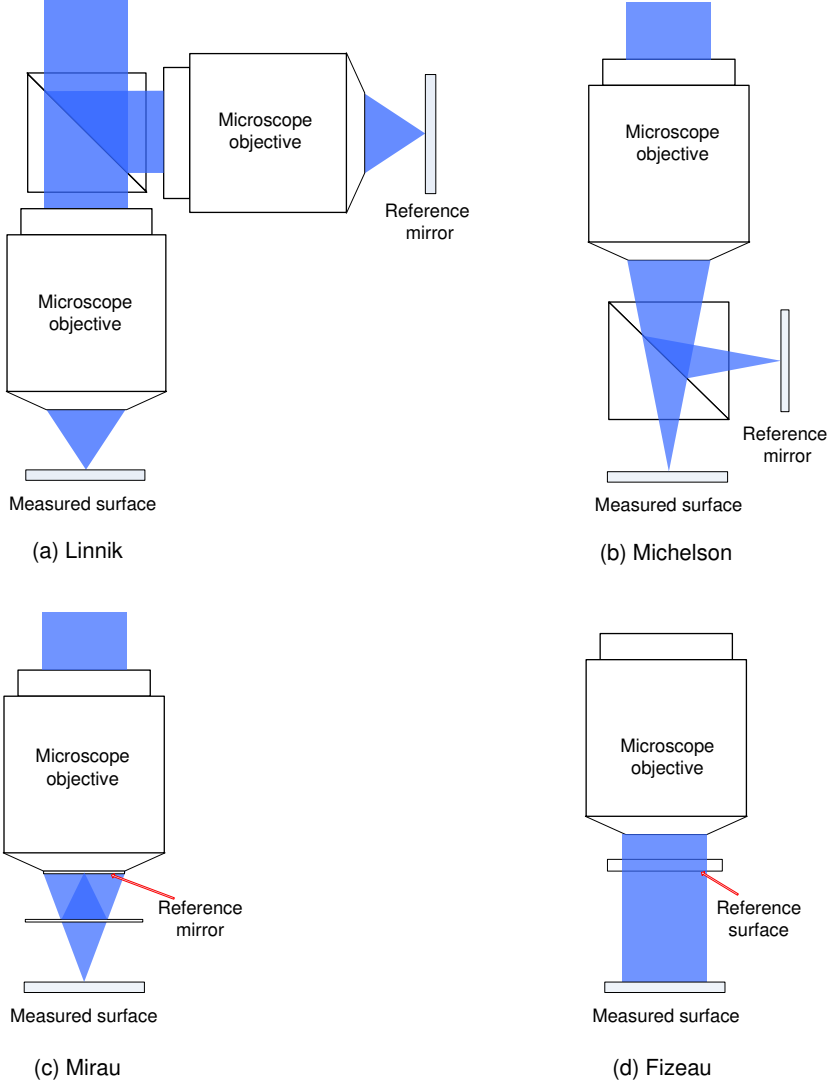 Microscope
objective
Reference
mirror
Microscope
objective
Measured surface
(a) Linnik
Microscope
objective
Reference
mirror
Measured surface
(b) Michelson
Microscope
objective
Reference
mirror
Measured surface
(c) Mirau
Microscope
objective
Reference
surface
Measured surface
(d) Fizeau